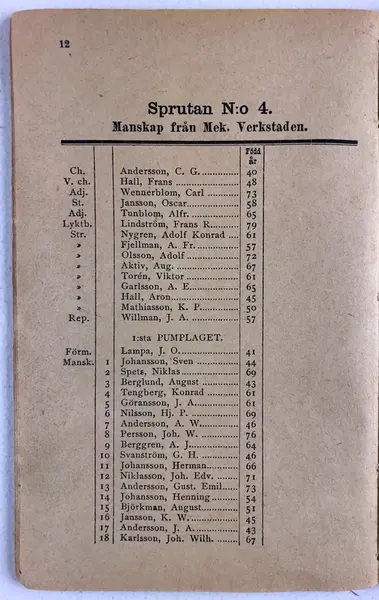 12
Sprutan N:o 4.
Manskap från Mek. Verkstaden.
Född år
Ch. Andersson, C. G. 40
V. ch. Hall, Frans 48
Adj. Wennerblom, Carl 73
St. Jansson, Oscar 58
Adj. Tunblom, Alfr. 65
Lyktb. Lindström, Frans R. 79
Str. Nygren, Adolf Konrad 61
» Fjellman, A. Fr. 57
» Olsson, Adolf 72
» Aktiv, Aug. 67
» Torén, Viktor 61
» Garlsson, A. E. 65
» Hall, Aron 45
» Mathiasson, K. P. 50
Rep. Willman, J. A. 57
1:sta PUMPLAGET.
Förm. Lampa, J. O. 41
Mansk. 1 Johansson, Sven 44
2 Spets, Niklas 69
3 Berglund, August 43
4 Tengberg, Konrad 61
5 Göransson, J. A. 61
6 Nilsson, Hj. P. 69
7 Andersson, A. W. 46
8 Persson, Joh. W. 76
9 Berggren, A. J. 64
10 Svanström, G. H. 46
11 Johansson, Herman 66
12 Niklasson, Joh. Edv. 71
13 Andersson, Gust. Emil 73
14 Johansson, Henning 54
15 Björkman, August 51
16 Jansson, K. W. 45
17 Andersson, J. A. 43
18 Karlsson, Joh. Wilh. 67